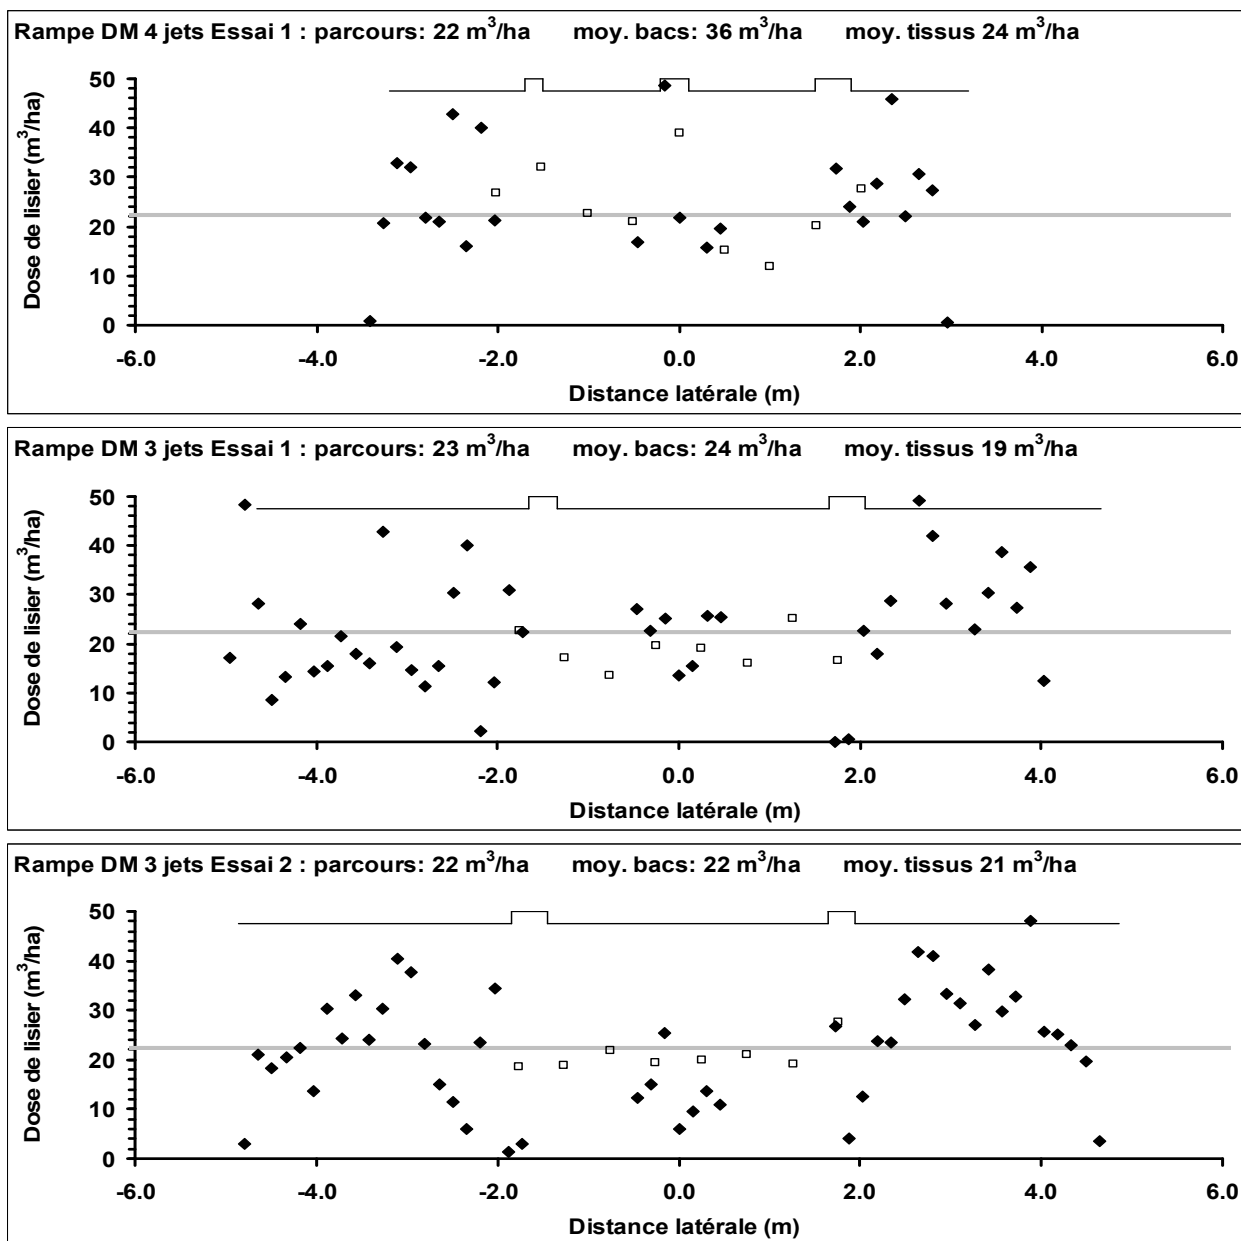 Rampe DM 4 jets Essai 1 : parcours: 22 m³/ha moy. bacs: 36 m³/ha moy. tissus 24 m³/ha
Dose de lisier (m³/ha)
50
40
30
20
10
0
-6.0 -4.0 -2.0 0.0 2.0 4.0 6.0
Distance latérale (m)
Rampe DM 3 jets Essai 1 : parcours: 23 m³/ha moy. bacs: 24 m³/ha moy. tissus 19 m³/ha
Dose de lisier (m³/ha)
50
40
30
20
10
0
-6.0 -4.0 -2.0 0.0 2.0 4.0 6.0
Distance latérale (m)
Rampe DM 3 jets Essai 2 : parcours: 22 m³/ha moy. bacs: 22 m³/ha moy. tissus 21 m³/ha
Dose de lisier (m³/ha)
50
40
30
20
10
0
-6.0 -4.0 -2.0 0.0 2.0 4.0 6.0
Distance latérale (m)